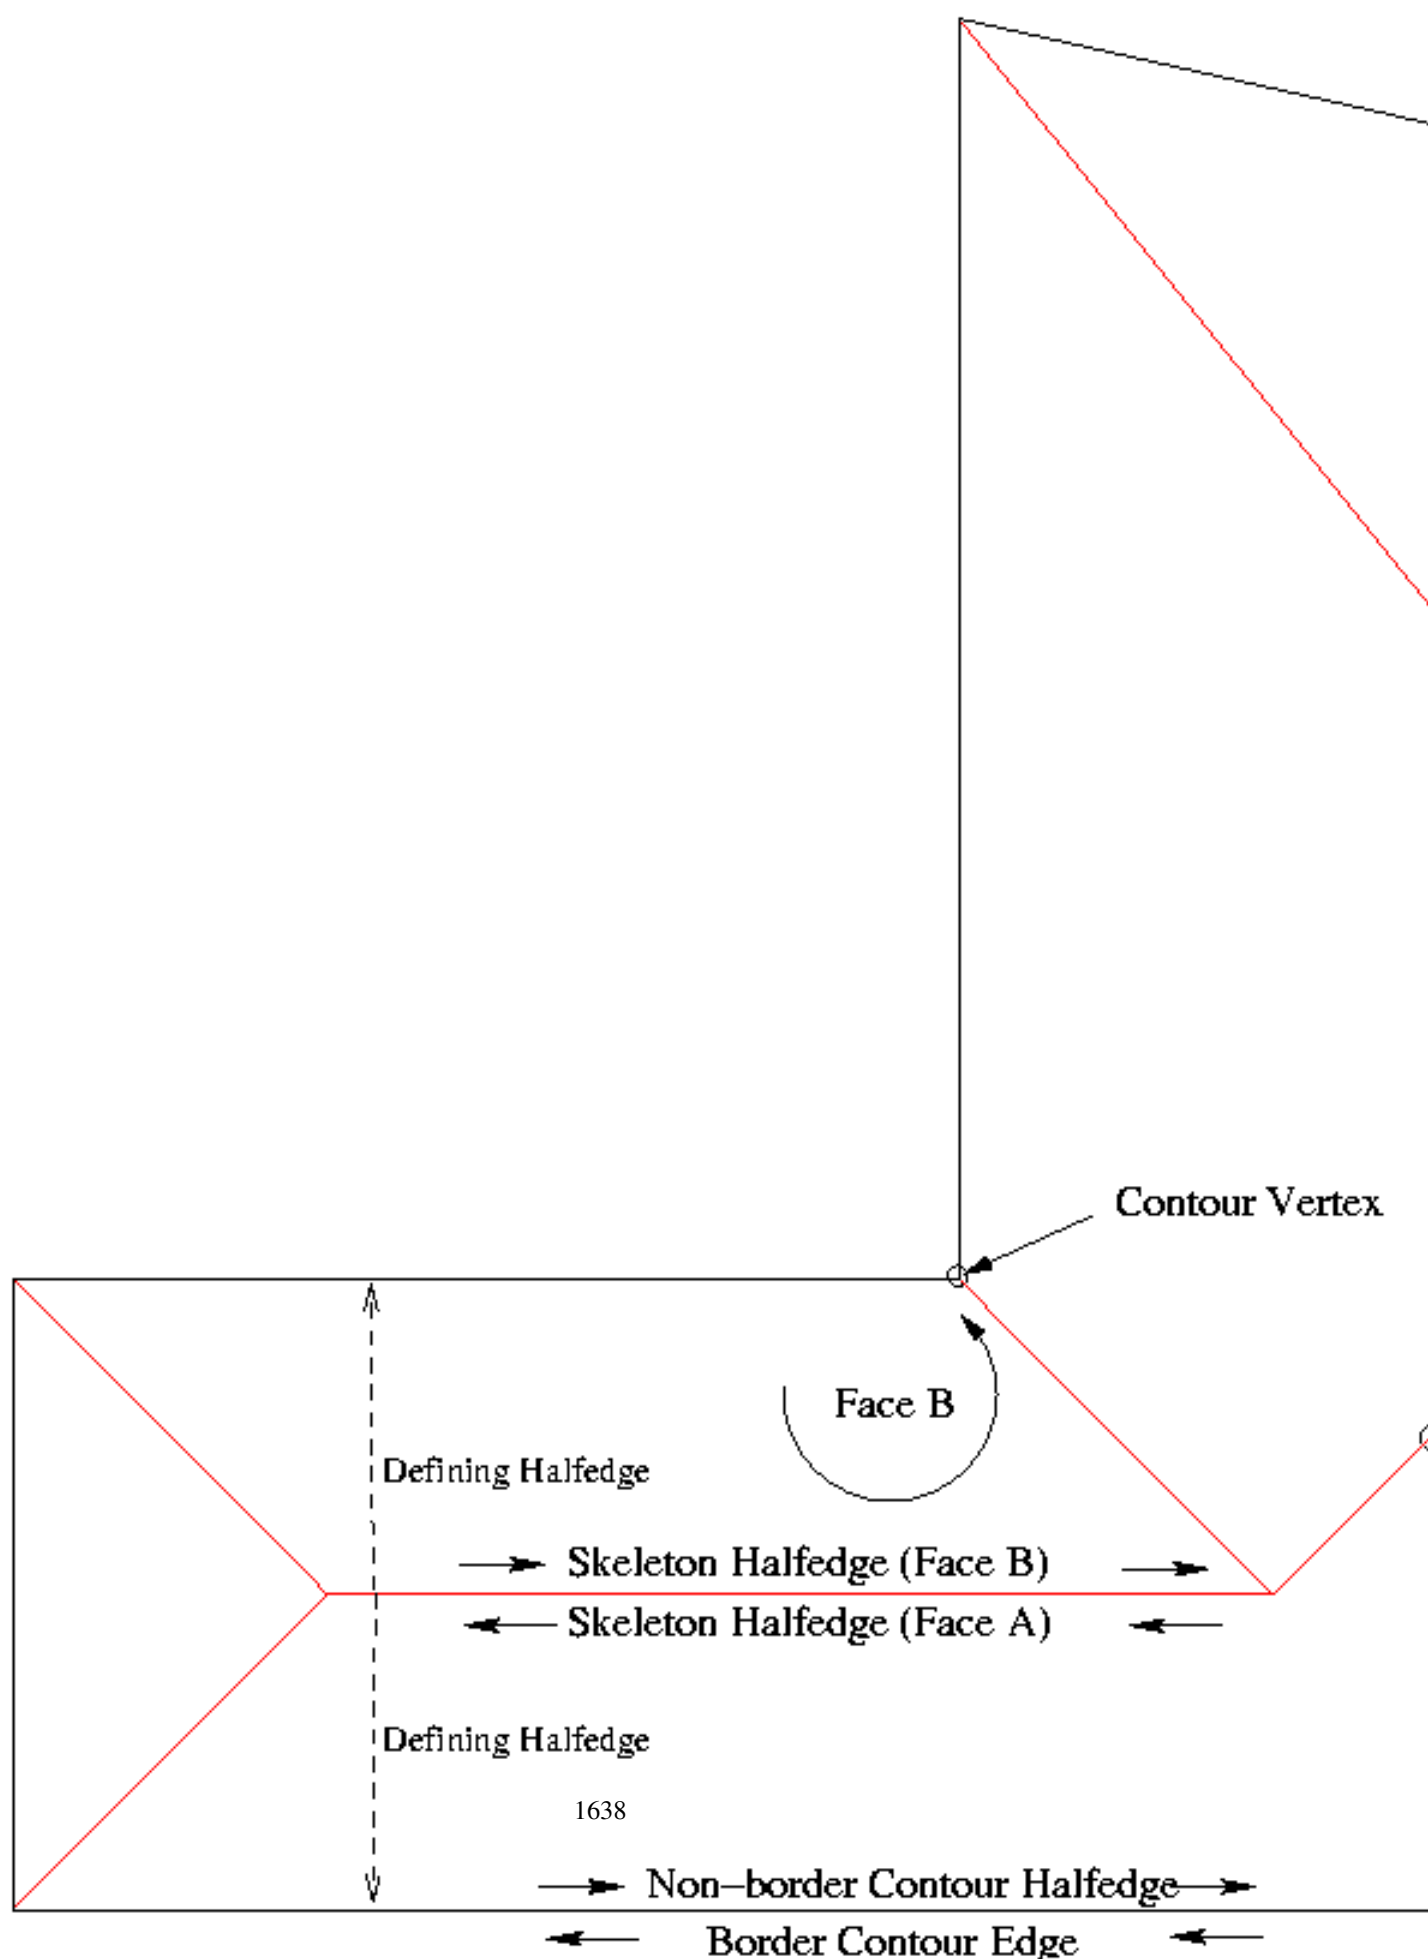 Contour Vertex
Face B
Defining Halfedge
Skeleton Halfedge (Face B)
Skeleton Halfedge (Face A)
Defining Halfedge
1638
Non-border Contour Halfedge
Border Contour Edge